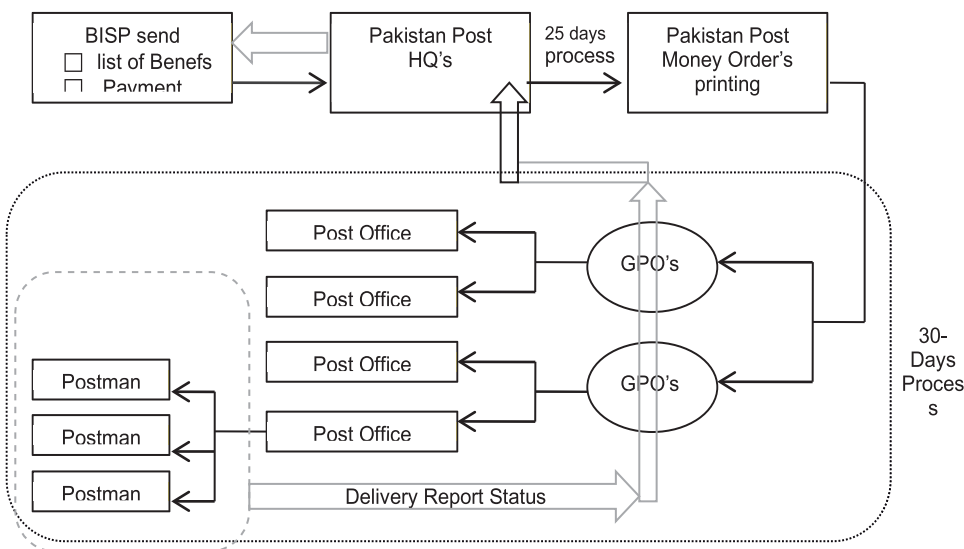 BISP send
☐ list of Benefs
☐ Payment
Pakistan Post
HQ's
25 days
process
Pakistan Post
Money Order's
printing
Post Office
GPO's
Post Office
Post Office
GPO's
Post Office
Postman
Postman
Postman
30-
Days
Proces
s
Delivery Report Status